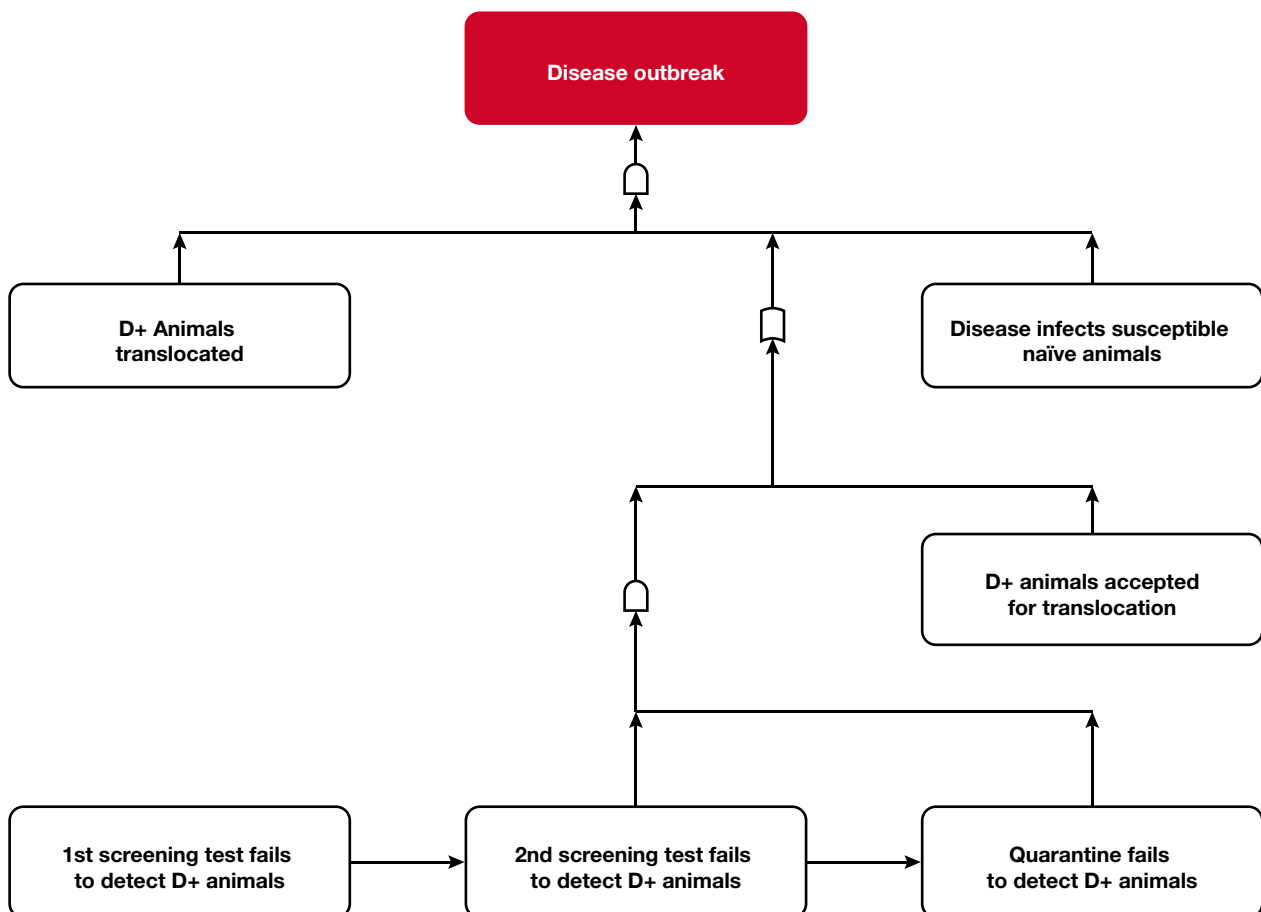 Disease outbreak
D+ Animals
translocated
Disease infects susceptible
naïve animals
D+ animals accepted
for translocation
1st screening test fails
to detect D+ animals
2nd screening test fails
to detect D+ animals
Quarantine fails
to detect D+ animals